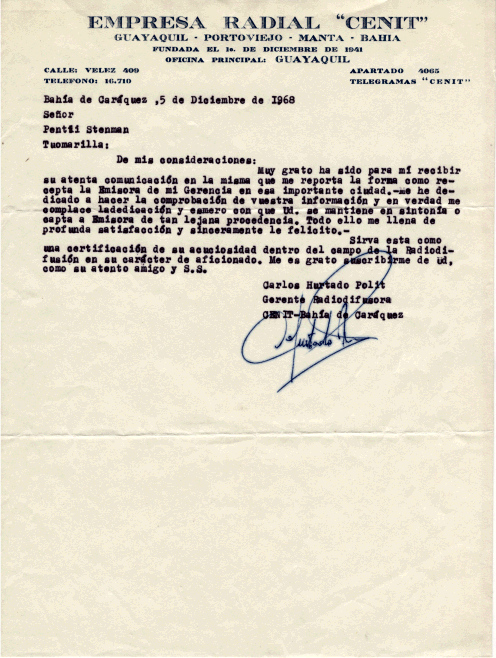 EMPRESA RADIAL "CENIT"
GUAYAQUIL - PORTOVIEJO - MANTA - BAHIA
FUNDADA EL 1o. DE DICIEMBRE DE 1941
OFICINA PRINCIPAL: GUAYAQUIL
CALLE: VELEZ 409 APARTADO 4065
TELEFONO: 16.710 TELEGRAMAS "CENIT"
Bahía de Caráquez ,5 de Diciembre de 1968
Señor
Pentii Stenman
Tuomarilla:
De mis consideraciones:
Muy grato ha sido para mí recibir
su atenta comunicación en la misma que me reporta la forma como re-
cepta la Emisora de mi Gerencia en esa importante ciudad.-Me he de-
dicado a hacer la comprobación de vuestra información y en verdad me
complace ladedicación y esmero con que Ud. se mantiene en sintonía o
capta a Emisora de tan lejana procedencia. Todo ello me llena de
profunda satisfacción y sinceramente le felicito.-
Sirva esta como
una certificación de su acuciosidad dentro del campo de la Radiodi-
fusión en su carácter de aficionado. Me es grato suscribirme de Ud,
como su atento amigo y S.S.
Carlos Hurtado Polit
Gerente Radiodifusora
CENIT-Bahía de Caráquez